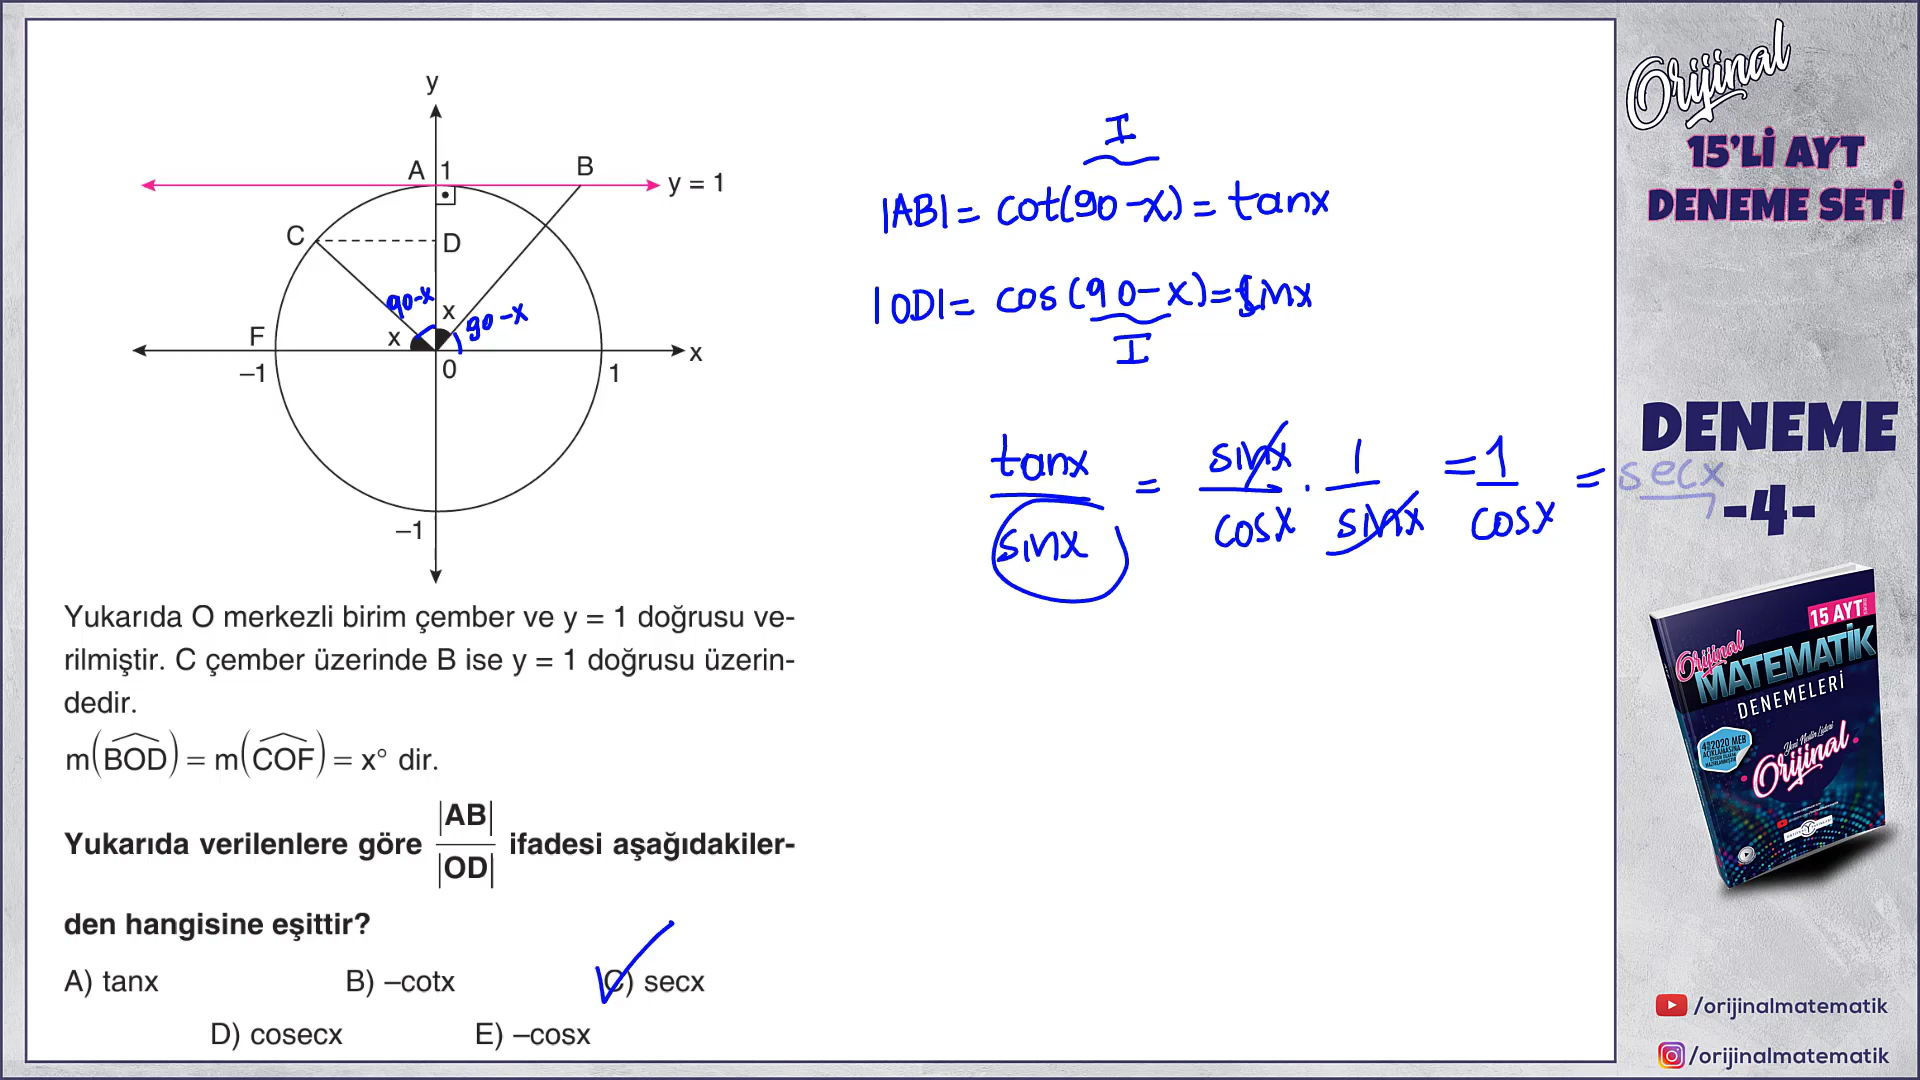 y
A 1 B
y = 1
C D
90-x x 90-x
F x
–1 0 1 x
–1
Yukarıda O merkezli birim çember ve y = 1 doğrusu ve-
rilmiştir. C çember üzerinde B ise y = 1 doğrusu üzerin-
dedir.
m(BOD) = m(COF) = x° dir.
Yukarıda verilenlere göre |AB| / |OD| ifadesi aşağıdakiler-
den hangisine eşittir?
A) tanx B) –cotx C) secx
D) cosecx E) –cosx
I
|AB| = cot(90-x) = tanx
|OD| = cos(90-x) = sinx
I
tanx / sinx = sinx / cosx . 1 / sinx = 1 / cosx = secx
Orijinal
15'Lİ AYT
DENEME SETİ
DENEME
-4-
15 AYT
Orijinal
MATEMATİK
DENEMELERİ
Orijinal
/orijinalmatematik
/orijinalmatematik